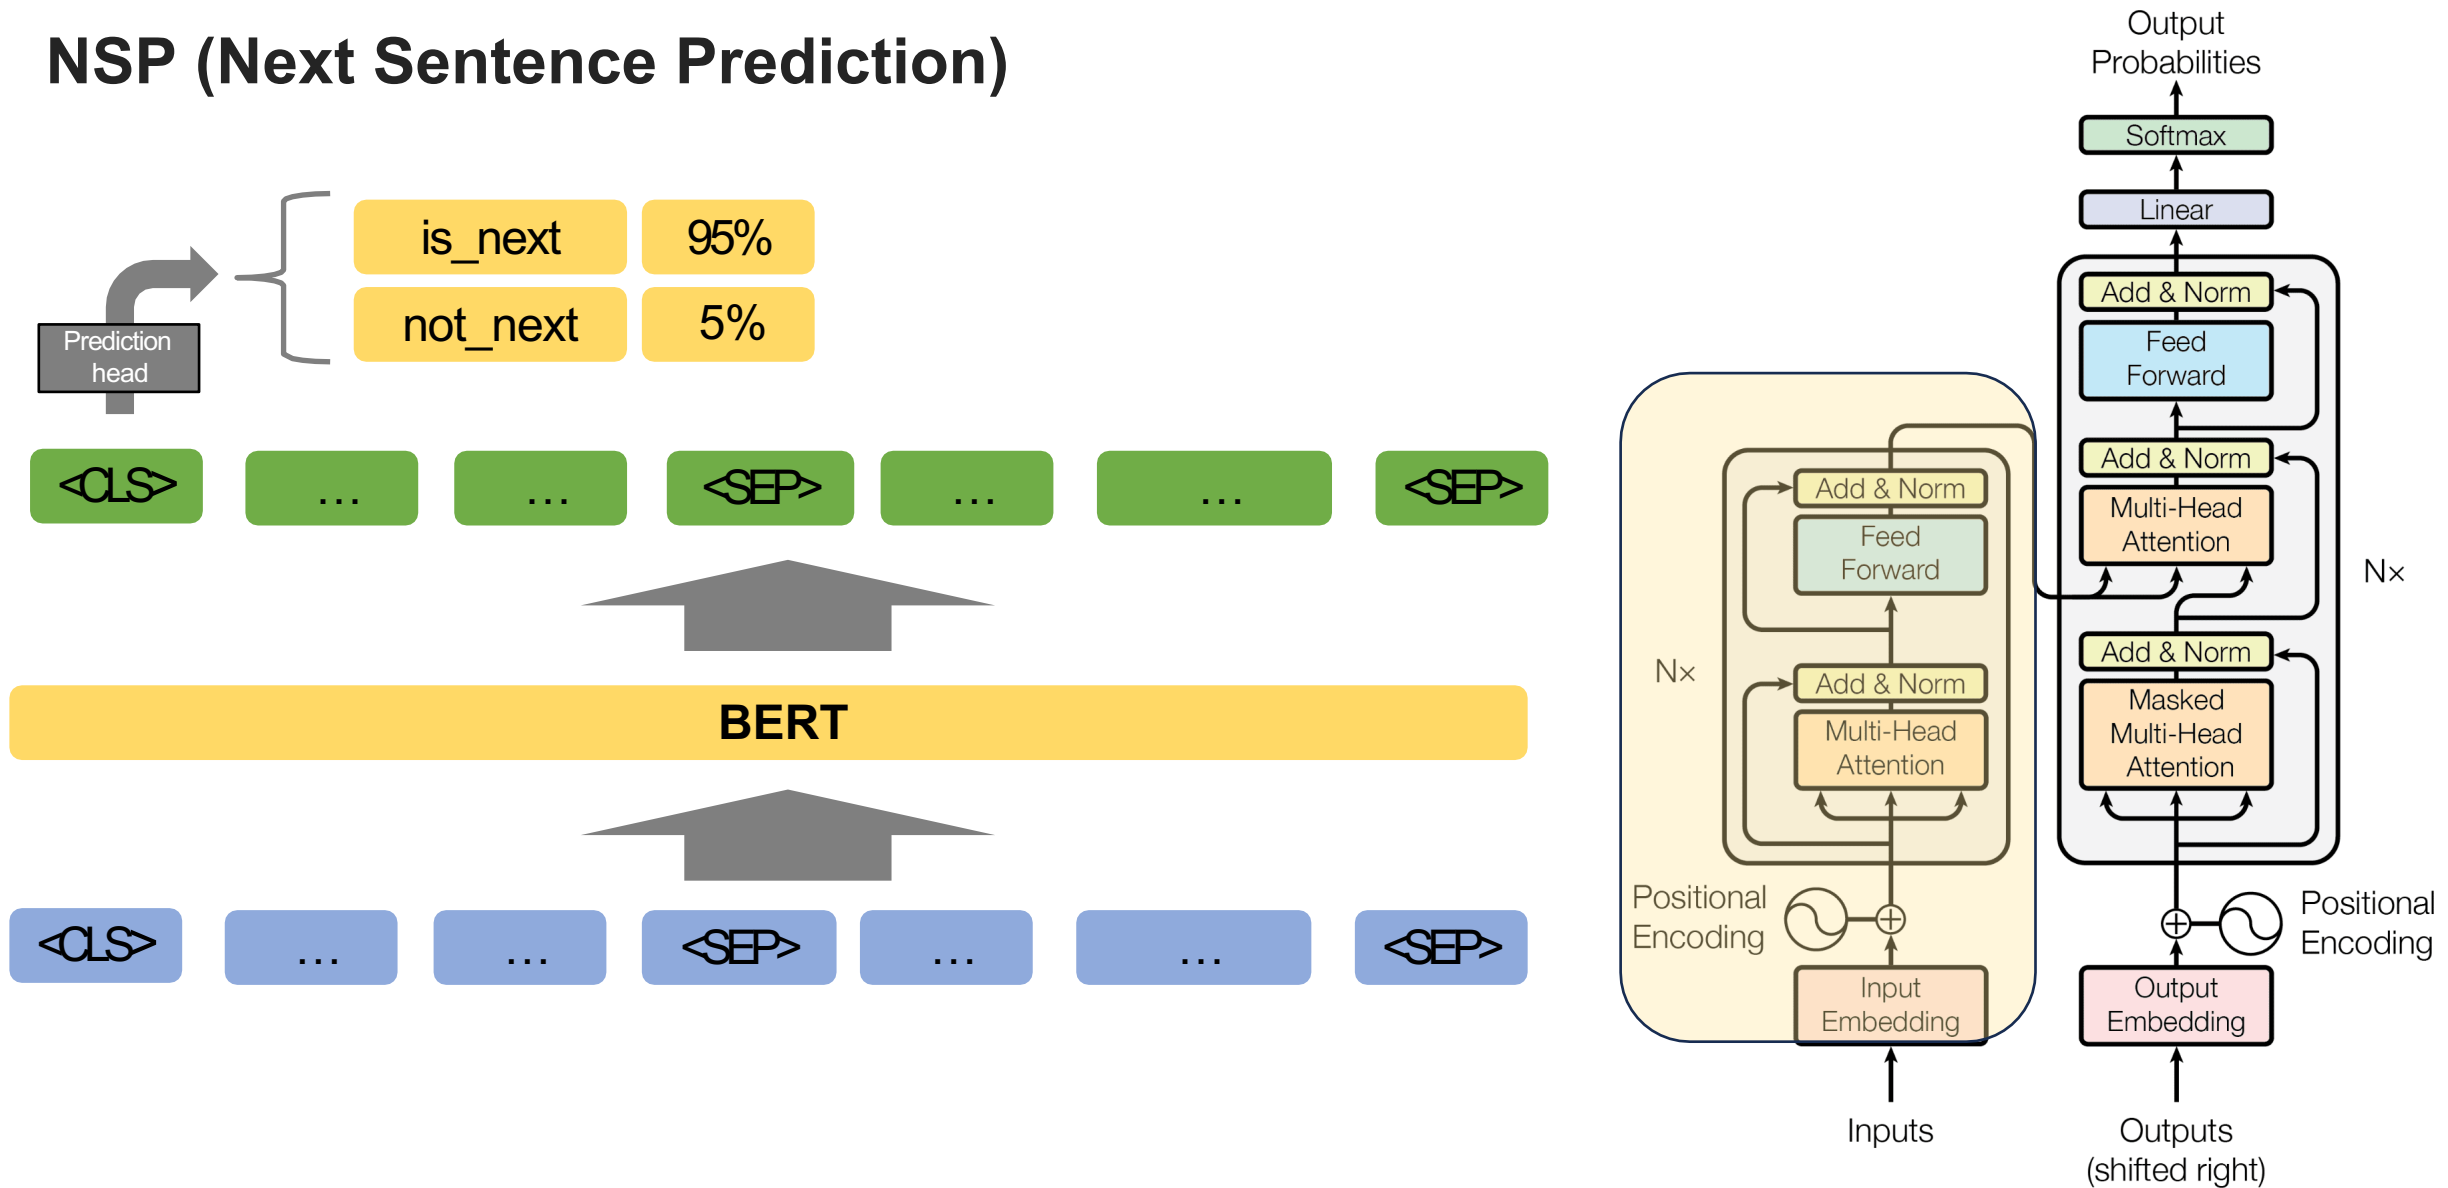 NSP (Next Sentence Prediction)
is_next 95%
not_next 5%
Prediction
head
<CLS> ... ... <SEP> ... ... <SEP>
BERT
<CLS> ... ... <SEP> ... ... <SEP>
Output
Probabilities
Softmax
Linear
Add & Norm
Feed
Forward
Add & Norm
Multi-Head
Attention
Nx
Add & Norm
Masked
Multi-Head
Attention
Positional
Encoding
Output
Embedding
Outputs
(shifted right)
Add & Norm
Feed
Forward
Nx
Add & Norm
Multi-Head
Attention
Positional
Encoding
Input
Embedding
Inputs